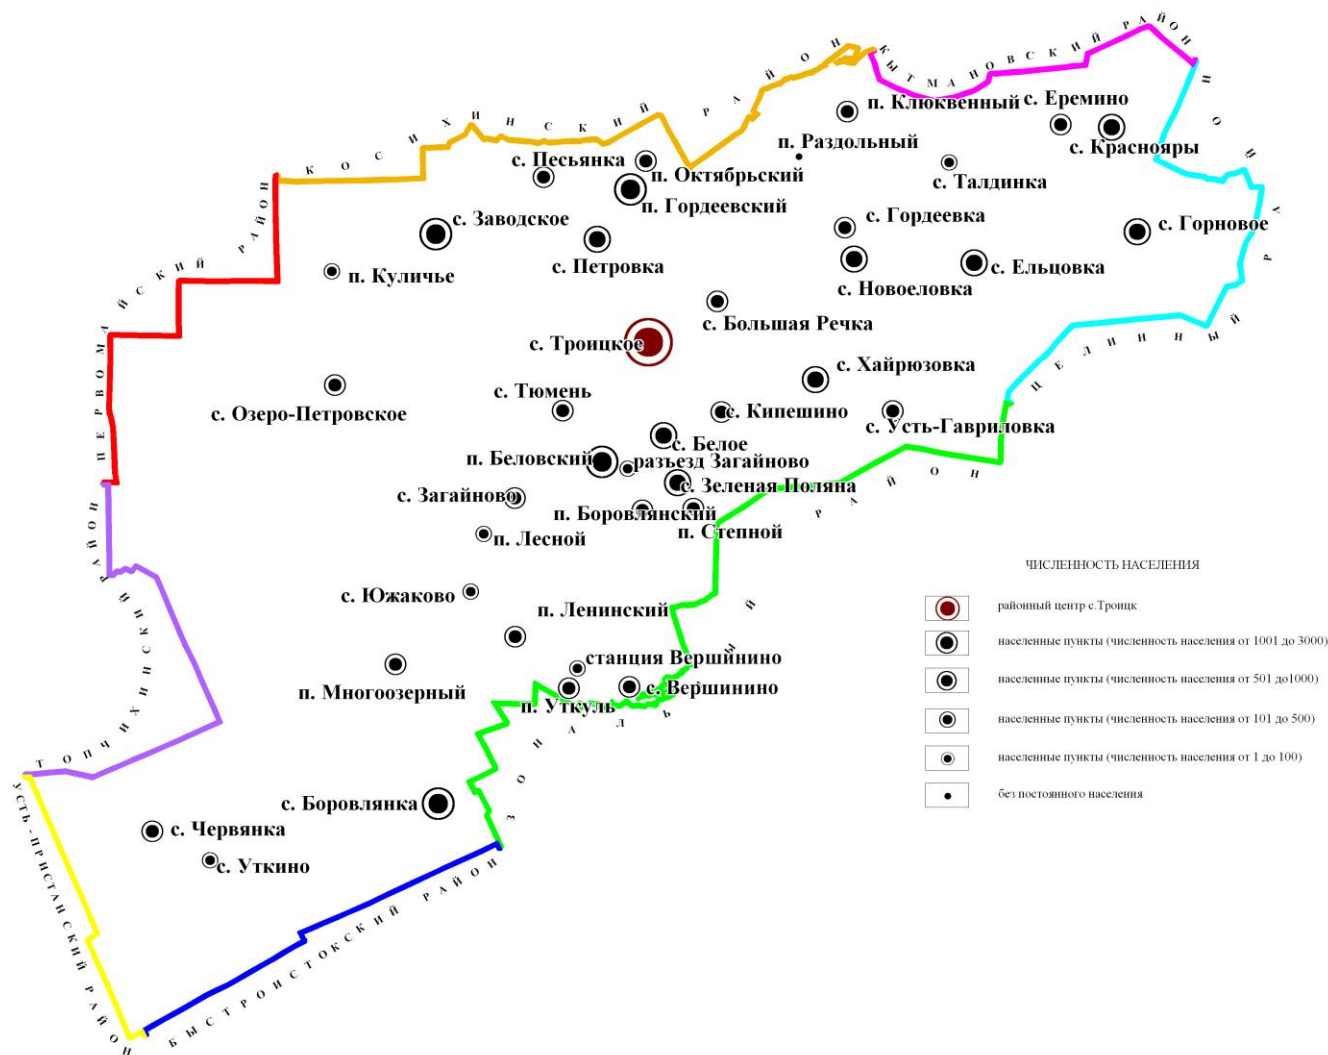 КЫТМАНОВСКИЙ РАЙОН
КОСИХИНСКИЙ РАЙОН
п. Клюквенный
с. Еремино
п. Раздольный
с. Краснояры
с. Песьянка
п. Октябрьский
с. Талдинка
п. Гордеевский
с. Заводское
с. Гордеевка
с. Горновое
с. Петровка
с. Ельцовка
п. Куличье
с. Новоеловка
ПЕРВОМАЙСКИЙ РАЙОН
ЦЕЛИННЫЙ РАЙОН
с. Большая Речка
с. Троицкое
с. Хайрюзовка
с. Тюмень
с. Озеро-Петровское
с. Кипешино
с. Усть-Гавриловка
с. Белое
п. Беловский
разъезд Загайново
с. Зеленая Поляна
с. Загайново
п. Боровлянский
п. Степной
п. Лесной
с. Южаково
п. Ленинский
станция Вершинино
п. Многоозерный
с. Вершинино
п. Уткуль
ЗОНАЛЬНЫЙ РАЙОН
ТОПЧИХИНСКИЙ РАЙОН
с. Боровлянка
с. Червянка
с. Уткино
УСТЬ-ПРИСТАНСКИЙ РАЙОН
БЫСТРОИСТОКСКИЙ РАЙОН
ЧИСЛЕННОСТЬ НАСЕЛЕНИЯ
районный центр с.Троицк
населенные пункты (численность населения от 1001 до 3000)
населенные пункты (численность населения от 501 до1000)
населенные пункты (численность населения от 101 до 500)
населенные пункты (численность населения от 1 до 100)
без постоянного населения